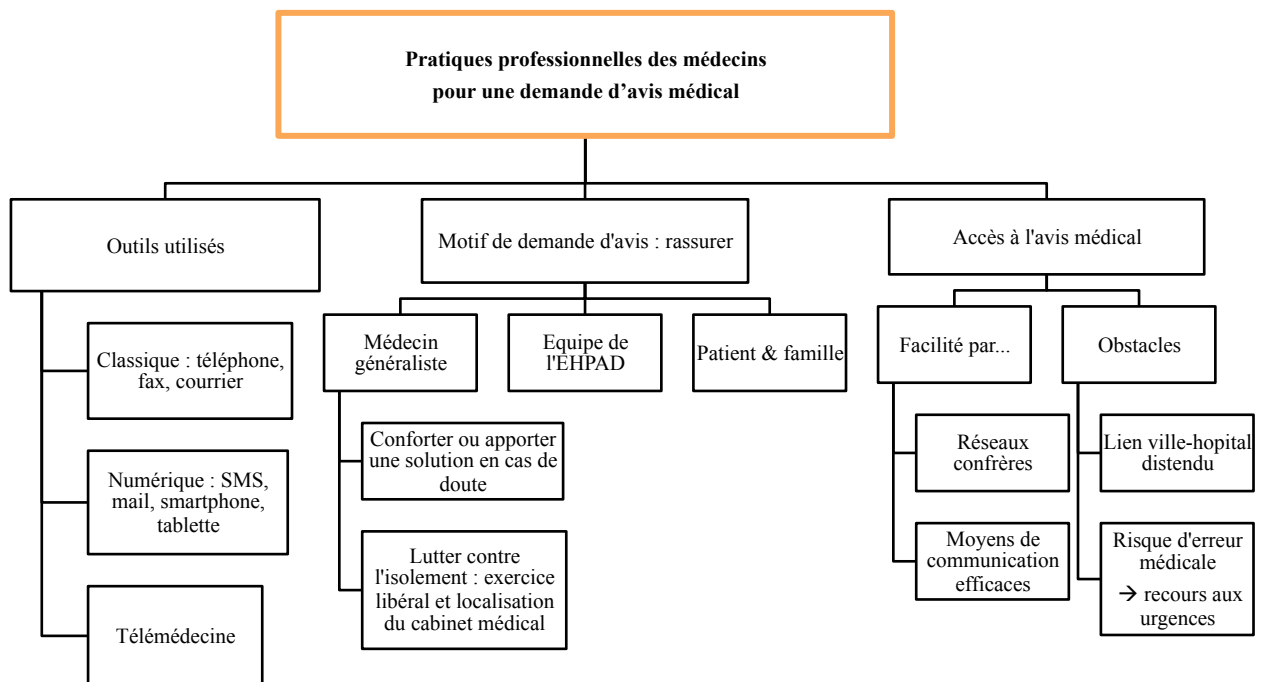 Pratiques professionnelles des médecins
pour une demande d’avis médical
Outils utilisés
Classique : téléphone,
fax, courrier
Numérique : SMS,
mail, smartphone,
tablette
Télémédecine
Motif de demande d'avis : rassurer
Médecin
généraliste
Conforter ou apporter
une solution en cas de
doute
Lutter contre
l'isolement : exercice
libéral et localisation
du cabinet médical
Equipe de
l'EHPAD
Patient & famille
Accès à l'avis médical
Facilité par...
Réseaux
confrères
Moyens de
communication
efficaces
Obstacles
Lien ville-hopital
distendu
Risque d'erreur
médicale
→ recours aux
urgences